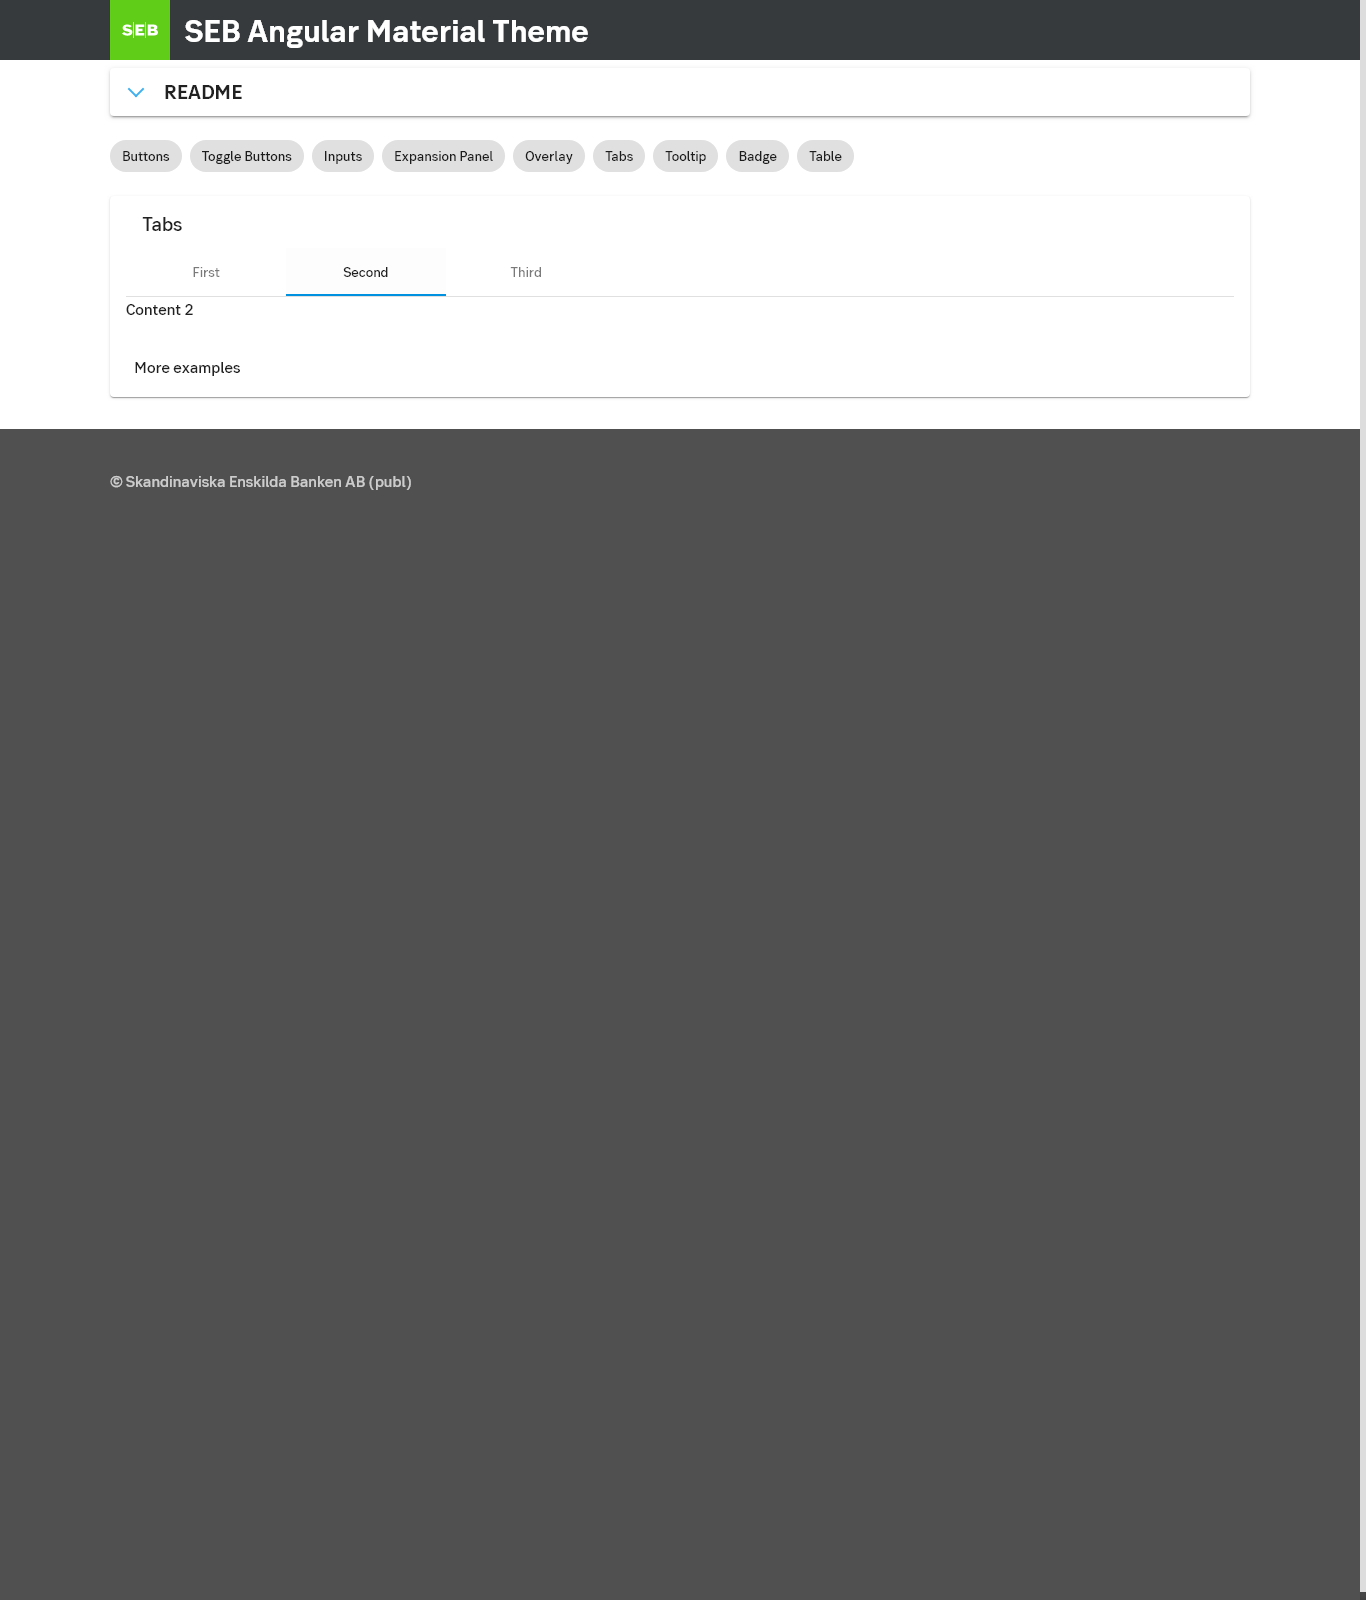 SEB SEB Angular Material Theme
README
Buttons Toggle Buttons Inputs Expansion Panel Overlay Tabs Tooltip Badge Table
Tabs
First Second Third
Content 2
More examples
© Skandinaviska Enskilda Banken AB (publ)